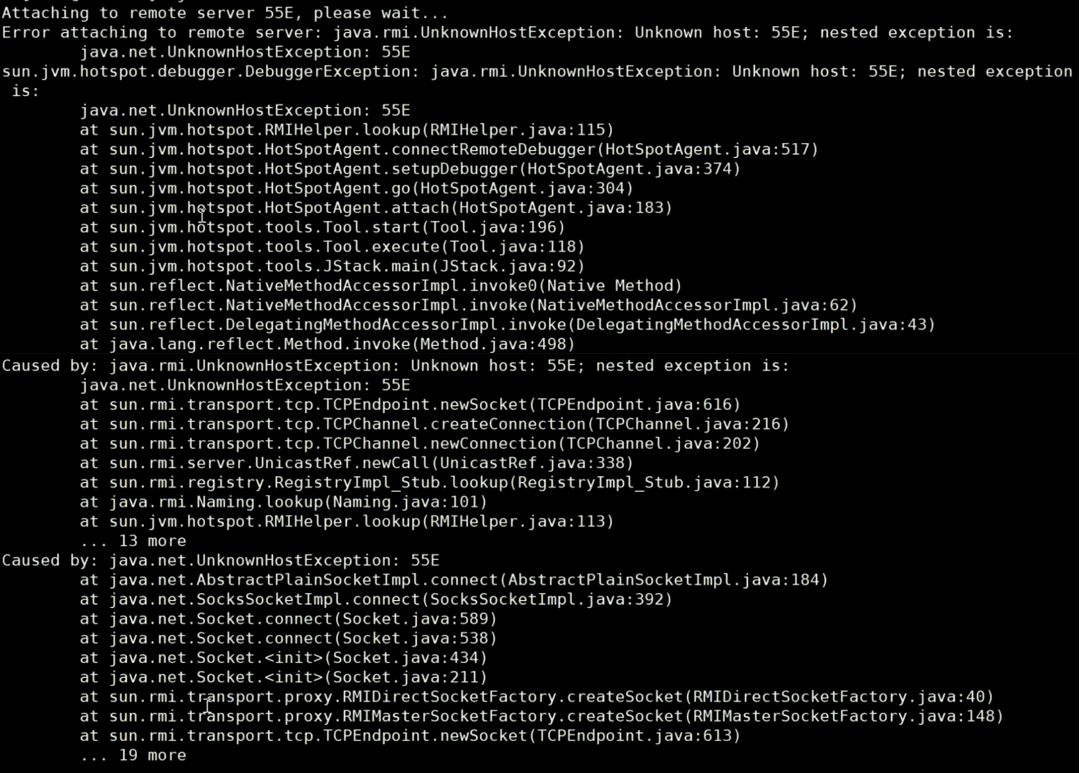 Attaching to remote server 55E, please wait...
Error attaching to remote server: java.rmi.UnknownHostException: Unknown host: 55E; nested exception is:
        java.net.UnknownHostException: 55E
sun.jvm.hotspot.debugger.DebuggerException: java.rmi.UnknownHostException: Unknown host: 55E; nested exception
 is:
        java.net.UnknownHostException: 55E
        at sun.jvm.hotspot.RMIHelper.lookup(RMIHelper.java:115)
        at sun.jvm.hotspot.HotSpotAgent.connectRemoteDebugger(HotSpotAgent.java:517)
        at sun.jvm.hotspot.HotSpotAgent.setupDebugger(HotSpotAgent.java:374)
        at sun.jvm.hotspot.HotSpotAgent.go(HotSpotAgent.java:304)
        at sun.jvm.hotspot.HotSpotAgent.attach(HotSpotAgent.java:183)
        at sun.jvm.hotspot.tools.Tool.start(Tool.java:196)
        at sun.jvm.hotspot.tools.Tool.execute(Tool.java:118)
        at sun.jvm.hotspot.tools.JStack.main(JStack.java:92)
        at sun.reflect.NativeMethodAccessorImpl.invoke0(Native Method)
        at sun.reflect.NativeMethodAccessorImpl.invoke(NativeMethodAccessorImpl.java:62)
        at sun.reflect.DelegatingMethodAccessorImpl.invoke(DelegatingMethodAccessorImpl.java:43)
        at java.lang.reflect.Method.invoke(Method.java:498)
Caused by: java.rmi.UnknownHostException: Unknown host: 55E; nested exception is:
        java.net.UnknownHostException: 55E
        at sun.rmi.transport.tcp.TCPEndpoint.newSocket(TCPEndpoint.java:616)
        at sun.rmi.transport.tcp.TCPChannel.createConnection(TCPChannel.java:216)
        at sun.rmi.transport.tcp.TCPChannel.newConnection(TCPChannel.java:202)
        at sun.rmi.server.UnicastRef.newCall(UnicastRef.java:338)
        at sun.rmi.registry.RegistryImpl_Stub.lookup(RegistryImpl_Stub.java:112)
        at java.rmi.Naming.lookup(Naming.java:101)
        at sun.jvm.hotspot.RMIHelper.lookup(RMIHelper.java:113)
        ... 13 more
Caused by: java.net.UnknownHostException: 55E
        at java.net.AbstractPlainSocketImpl.connect(AbstractPlainSocketImpl.java:184)
        at java.net.SocksSocketImpl.connect(SocksSocketImpl.java:392)
        at java.net.Socket.connect(Socket.java:589)
        at java.net.Socket.connect(Socket.java:538)
        at java.net.Socket.<init>(Socket.java:434)
        at java.net.Socket.<init>(Socket.java:211)
        at sun.rmi.transport.proxy.RMIDirectSocketFactory.createSocket(RMIDirectSocketFactory.java:40)
        at sun.rmi.transport.proxy.RMIMasterSocketFactory.createSocket(RMIMasterSocketFactory.java:148)
        at sun.rmi.transport.tcp.TCPEndpoint.newSocket(TCPEndpoint.java:613)
        ... 19 more